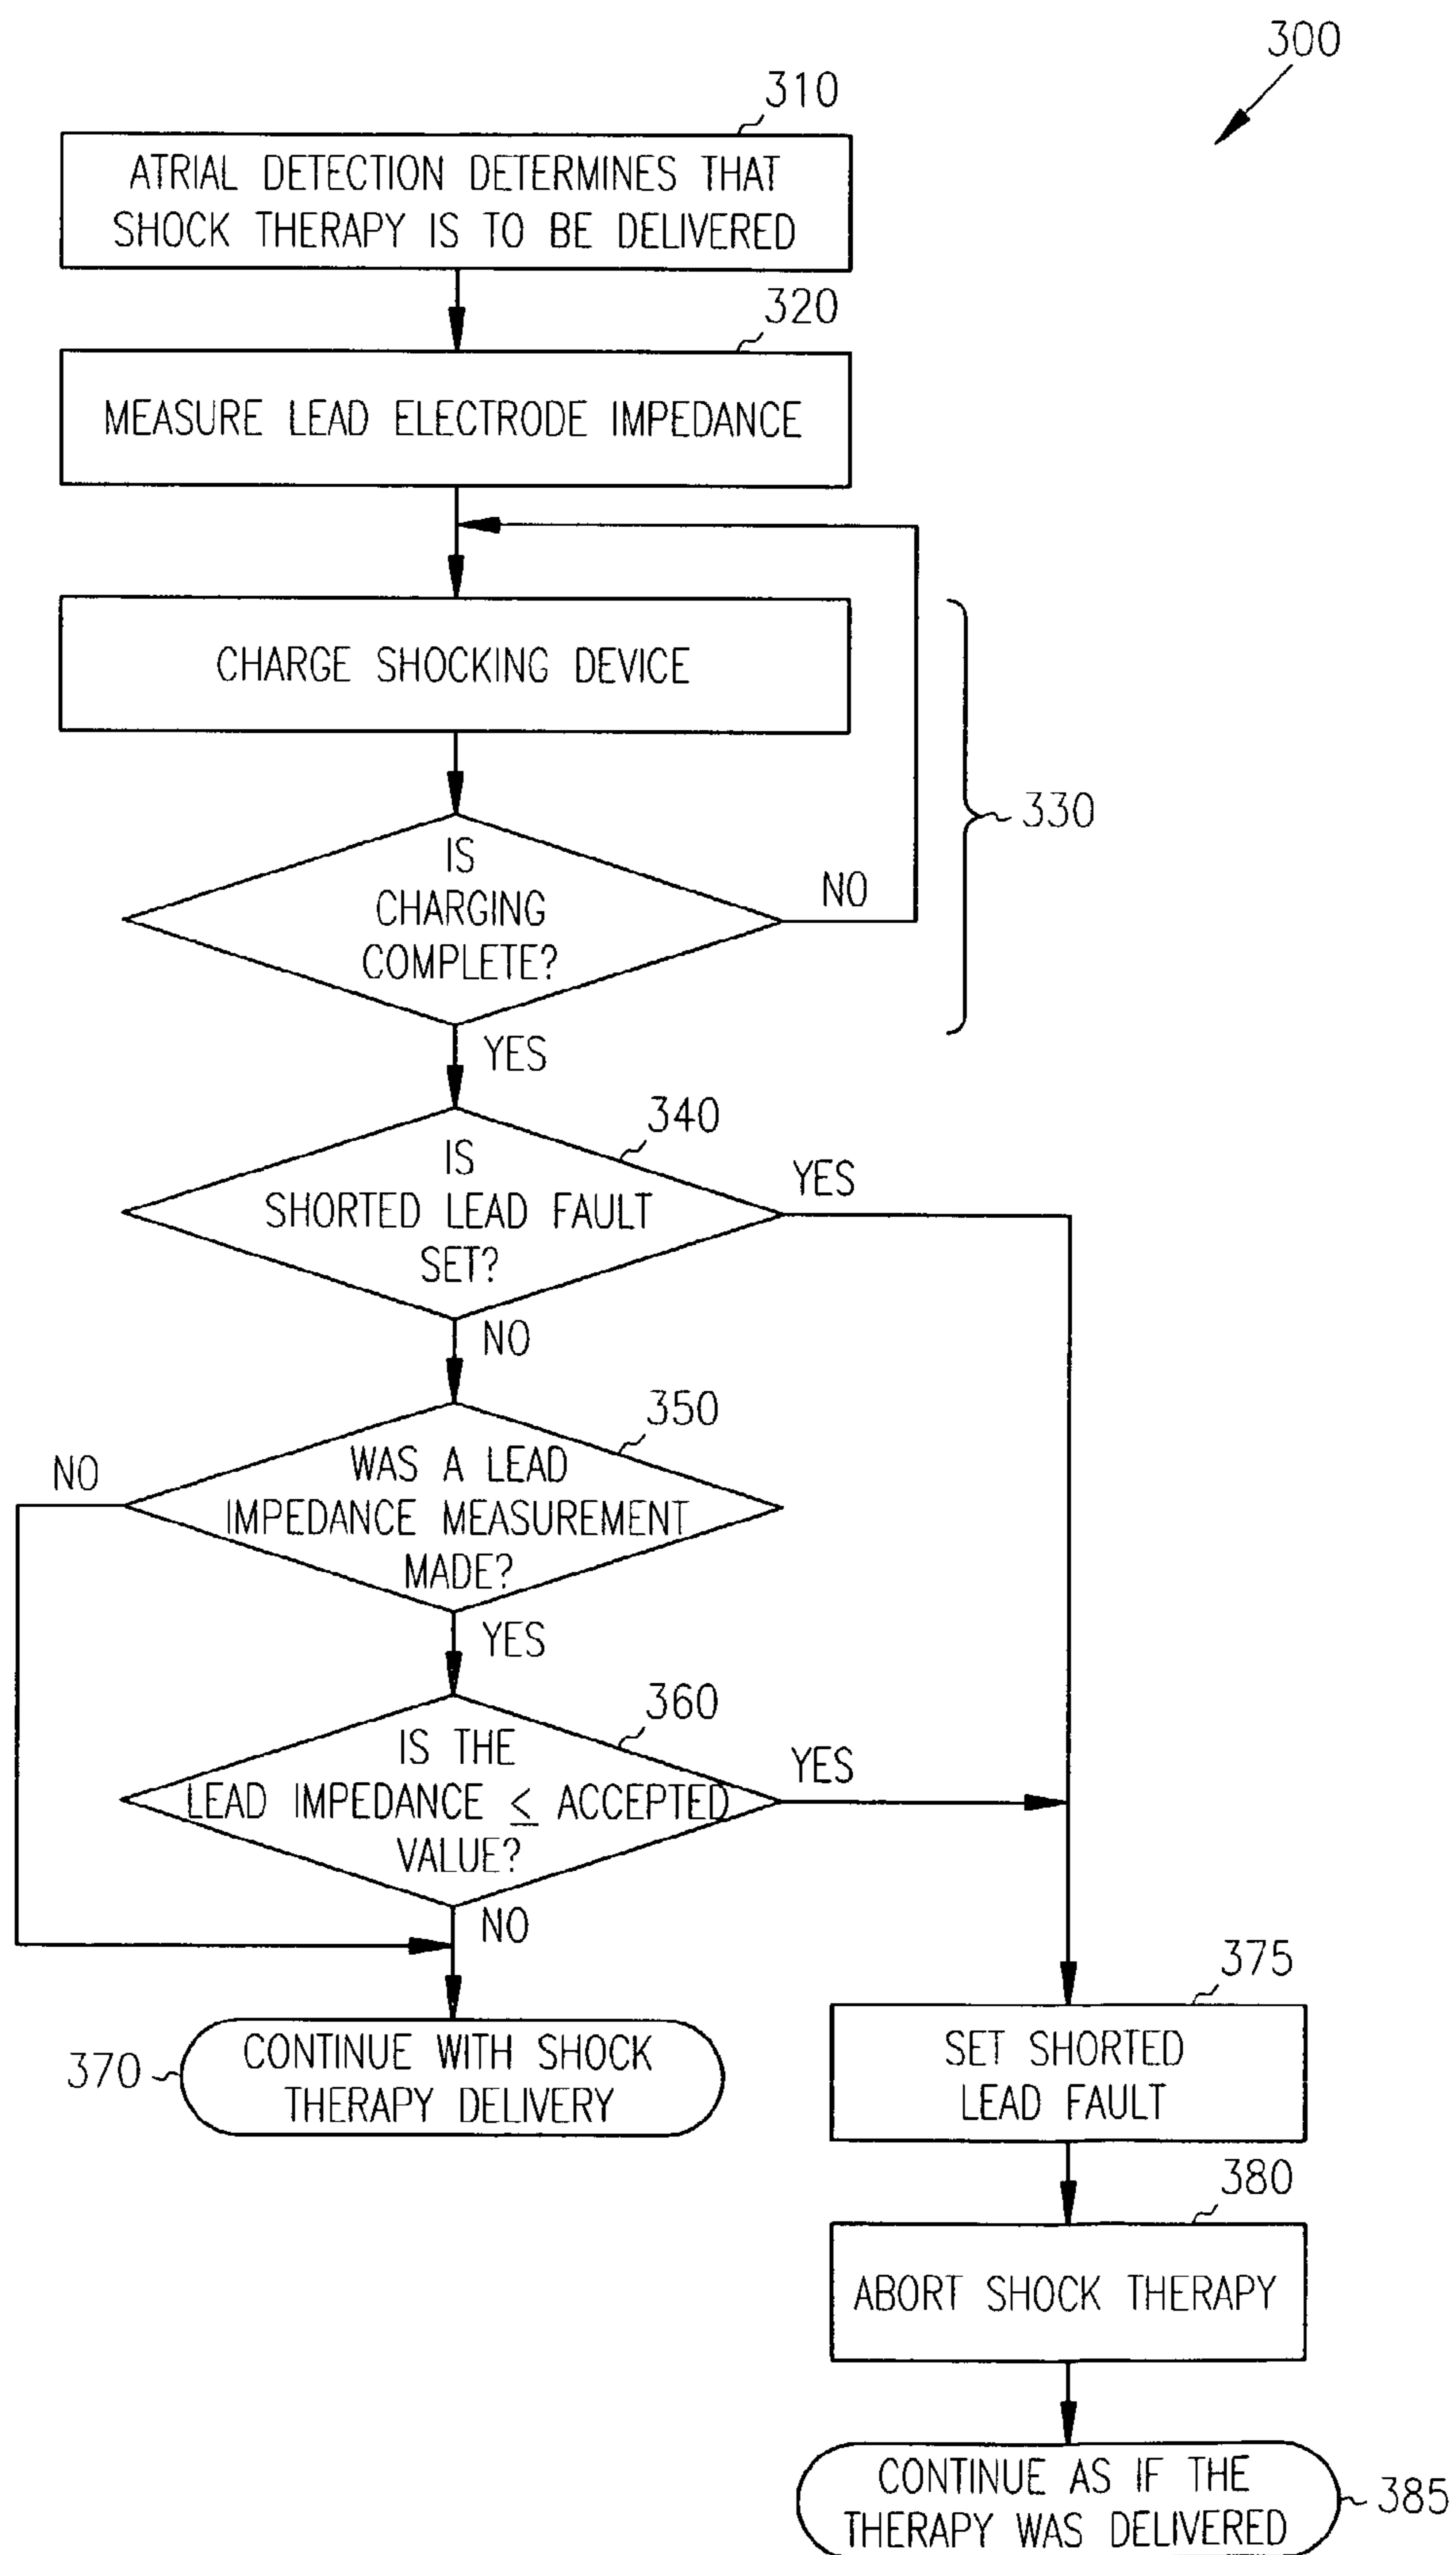 300
310
ATRIAL DETECTION DETERMINES THAT
SHOCK THERAPY IS TO BE DELIVERED
320
MEASURE LEAD ELECTRODE IMPEDANCE
CHARGE SHOCKING DEVICE
330
IS
CHARGING
COMPLETE?
NO
YES
340
IS
SHORTED LEAD FAULT
SET?
YES
NO
350
WAS A LEAD
IMPEDANCE MEASUREMENT
MADE?
NO
YES
360
IS THE
LEAD IMPEDANCE ≤ ACCEPTED
VALUE?
YES
NO
370
CONTINUE WITH SHOCK
THERAPY DELIVERY
375
SET SHORTED
LEAD FAULT
380
ABORT SHOCK THERAPY
CONTINUE AS IF THE
THERAPY WAS DELIVERED
385